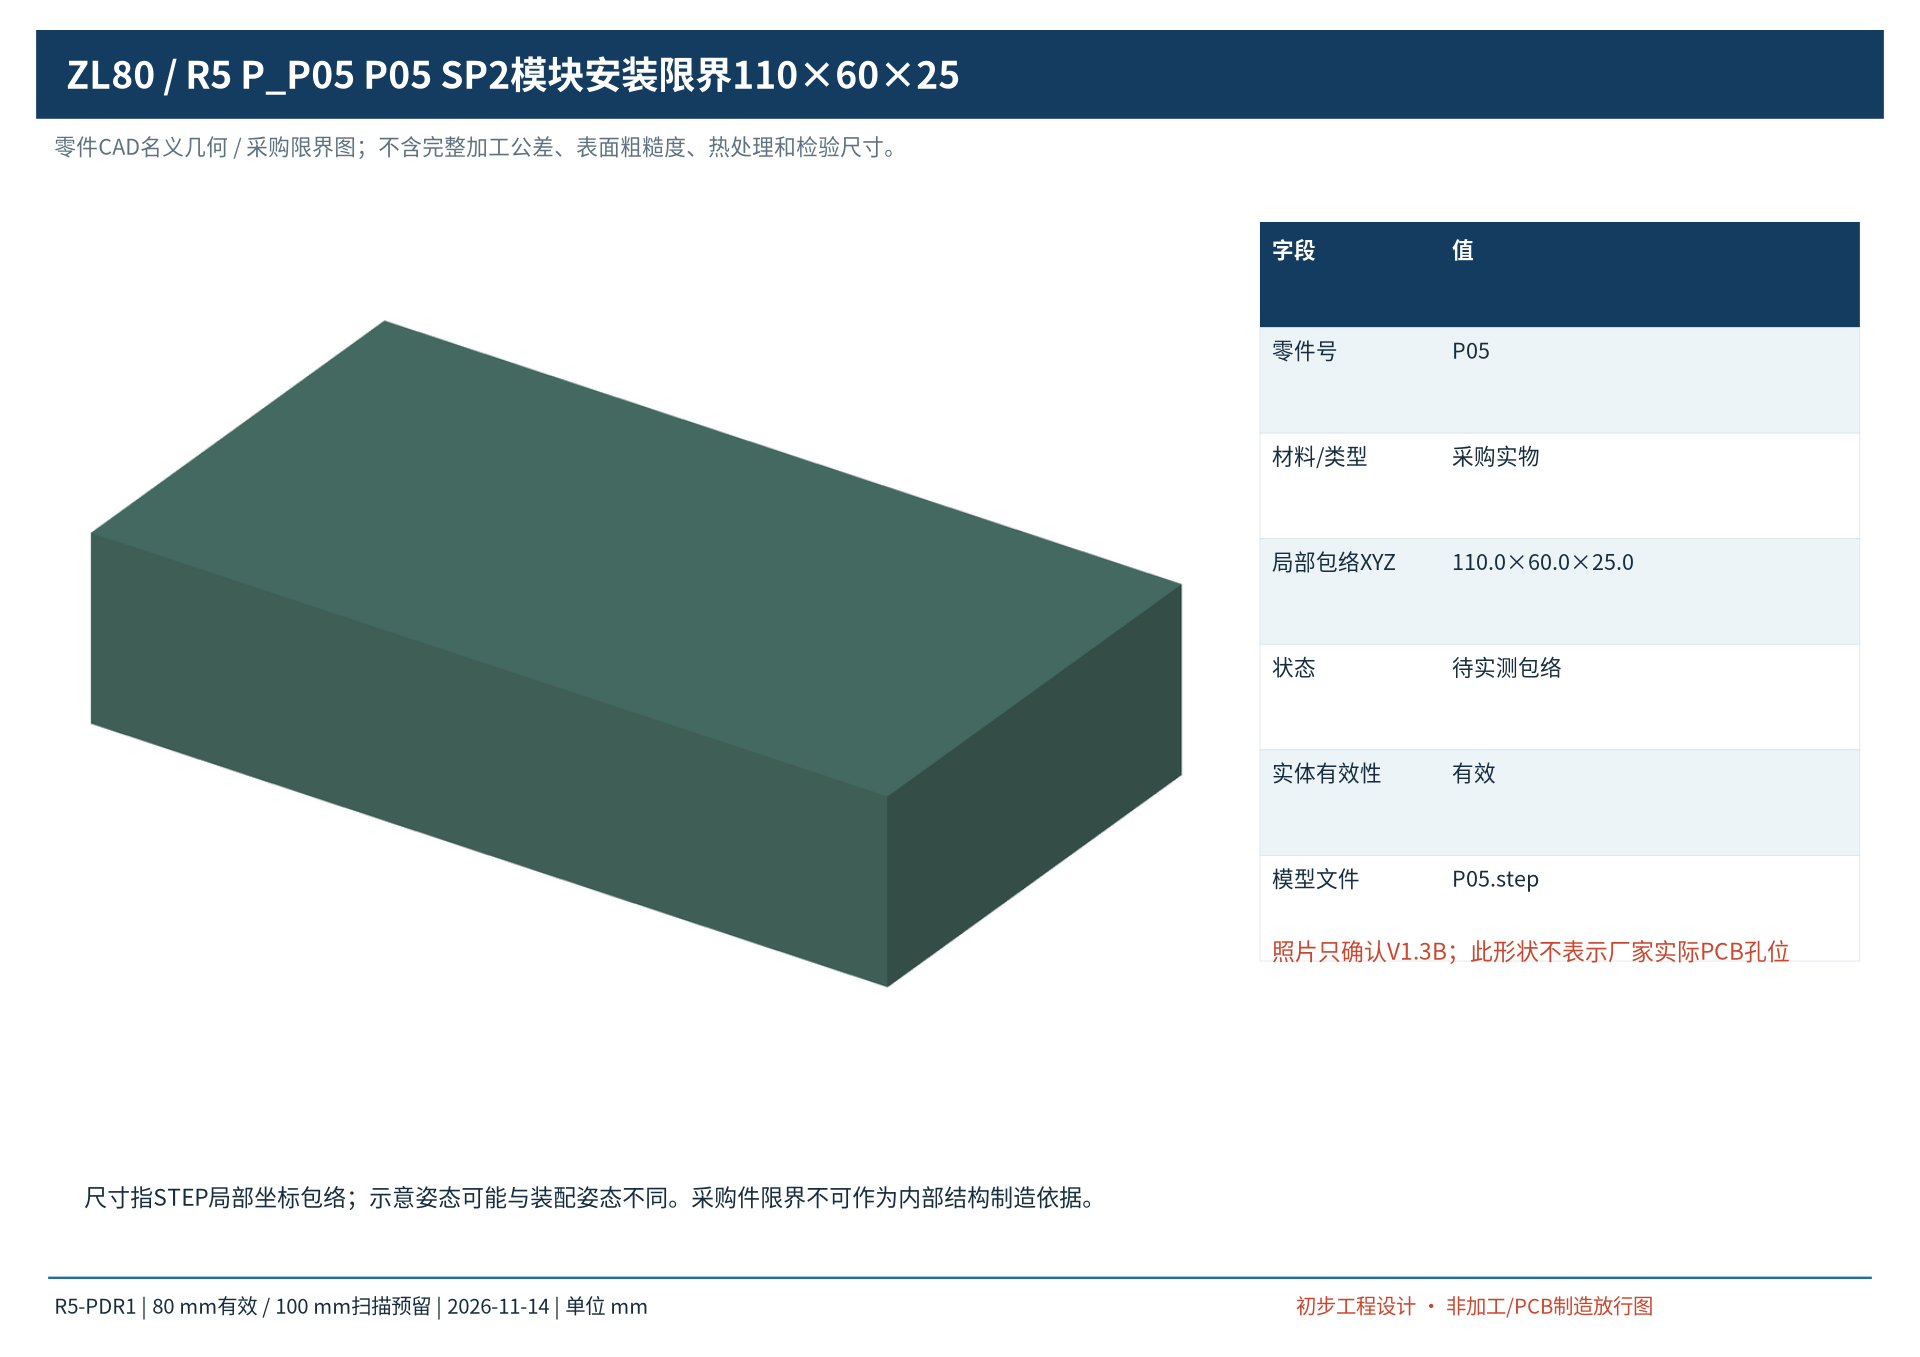 ZL80 / R5 P_P05 P05 SP2模块安装限界110×60×25
零件CAD名义几何 / 采购限界图；不含完整加工公差、表面粗糙度、热处理和检验尺寸。
字段 值
零件号 P05
材料/类型 采购实物
局部包络XYZ 110.0×60.0×25.0
状态 待实测包络
实体有效性 有效
模型文件 P05.step
照片只确认V1.3B；此形状不表示厂家实际PCB孔位
尺寸指STEP局部坐标包络；示意姿态可能与装配姿态不同。采购件限界不可作为内部结构制造依据。
R5-PDR1 | 80 mm有效 / 100 mm扫描预留 | 2026-11-14 | 单位 mm
初步工程设计 · 非加工/PCB制造放行图